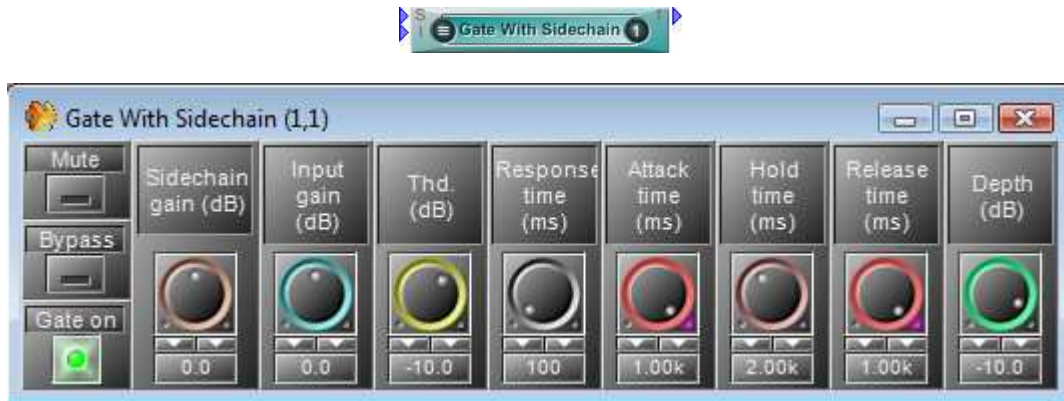 S
I
Gate With Sidechain 1
1
Gate With Sidechain (1,1)
Mute
Bypass
Gate on
Sidechain
gain (dB)
0.0
Input
gain
(dB)
0.0
Thd.
(dB)
-10.0
Response
time
(ms)
100
Attack
time
(ms)
1.00k
Hold
time
(ms)
2.00k
Release
time
(ms)
1.00k
Depth
(dB)
-10.0